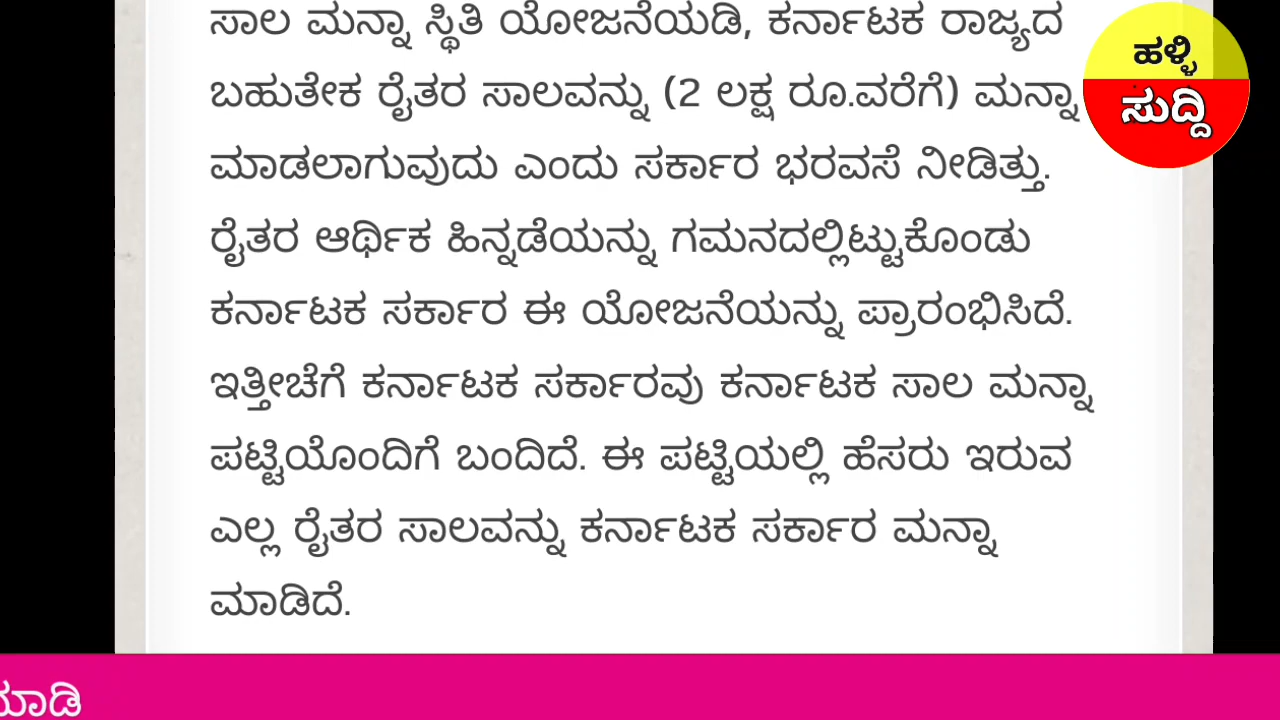 ಸಾಲ ಮನ್ನಾ ಸ್ಥಿತಿ ಯೋಜನೆಯಡಿ, ಕರ್ನಾಟಕ ರಾಜ್ಯದ
ಬಹುತೇಕ ರೈತರ ಸಾಲವನ್ನು (2 ಲಕ್ಷ ರೂ.ವರೆಗೆ) ಮನ್ನಾ
ಮಾಡಲಾಗುವುದು ಎಂದು ಸರ್ಕಾರ ಭರವಸೆ ನೀಡಿತ್ತು.
ರೈತರ ಆರ್ಥಿಕ ಹಿನ್ನಡೆಯನ್ನು ಗಮನದಲ್ಲಿಟ್ಟುಕೊಂಡು
ಕರ್ನಾಟಕ ಸರ್ಕಾರ ಈ ಯೋಜನೆಯನ್ನು ಪ್ರಾರಂಭಿಸಿದೆ.
ಇತ್ತೀಚೆಗೆ ಕರ್ನಾಟಕ ಸರ್ಕಾರವು ಕರ್ನಾಟಕ ಸಾಲ ಮನ್ನಾ
ಪಟ್ಟಿಯೊಂದಿಗೆ ಬಂದಿದೆ. ಈ ಪಟ್ಟಿಯಲ್ಲಿ ಹೆಸರು ಇರುವ
ಎಲ್ಲ ರೈತರ ಸಾಲವನ್ನು ಕರ್ನಾಟಕ ಸರ್ಕಾರ ಮನ್ನಾ
ಮಾಡಿದೆ.
ಹಳ್ಳಿ
ಸುದ್ದಿ
ಮಾಡಿ